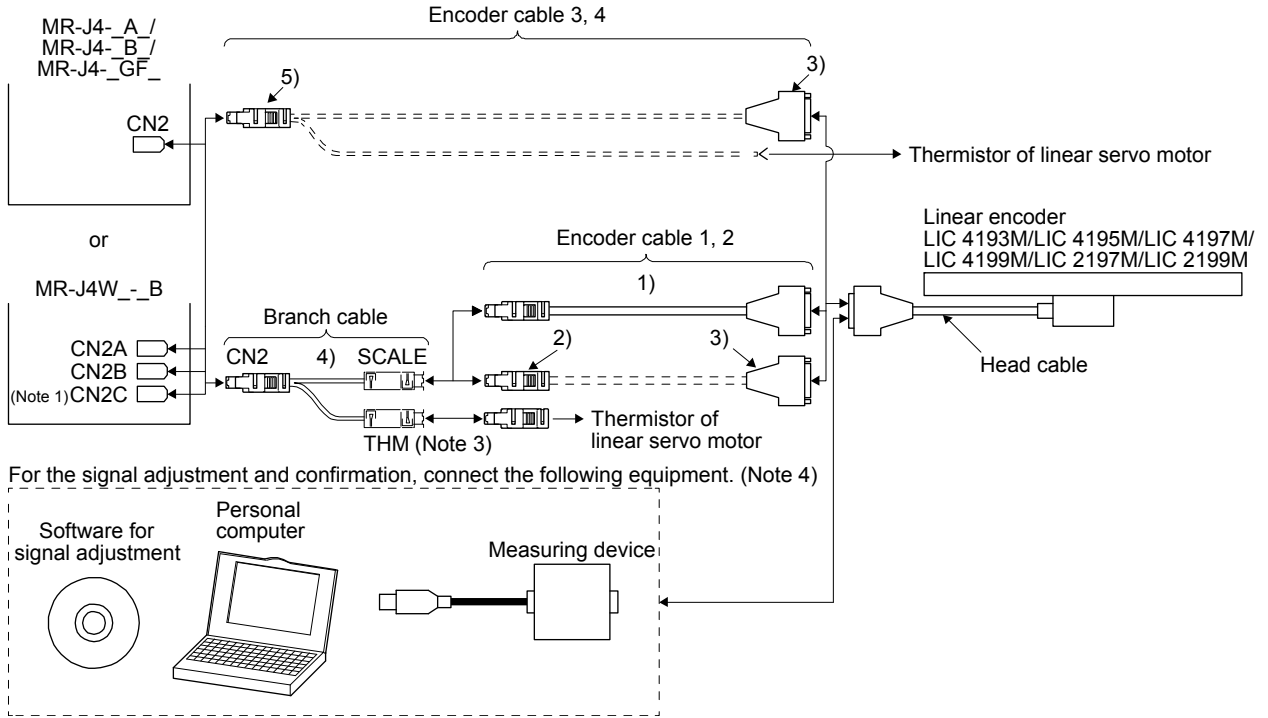 Encoder cable 3, 4
MR-J4-_A_/
MR-J4-_B_/
MR-J4-_GF_
5)
3)
CN2
Thermistor of linear servo motor
or
Linear encoder
LIC 4193M/LIC 4195M/LIC 4197M/
LIC 4199M/LIC 2197M/LIC 2199M
Encoder cable 1, 2
1)
MR-J4W_-_B
Branch cable
CN2A
CN2B
(Note 1) CN2C
CN2
4)
SCALE
2)
3)
Head cable
THM (Note 3)
Thermistor of
linear servo motor
For the signal adjustment and confirmation, connect the following equipment. (Note 4)
Software for
signal adjustment
Personal
computer
Measuring device